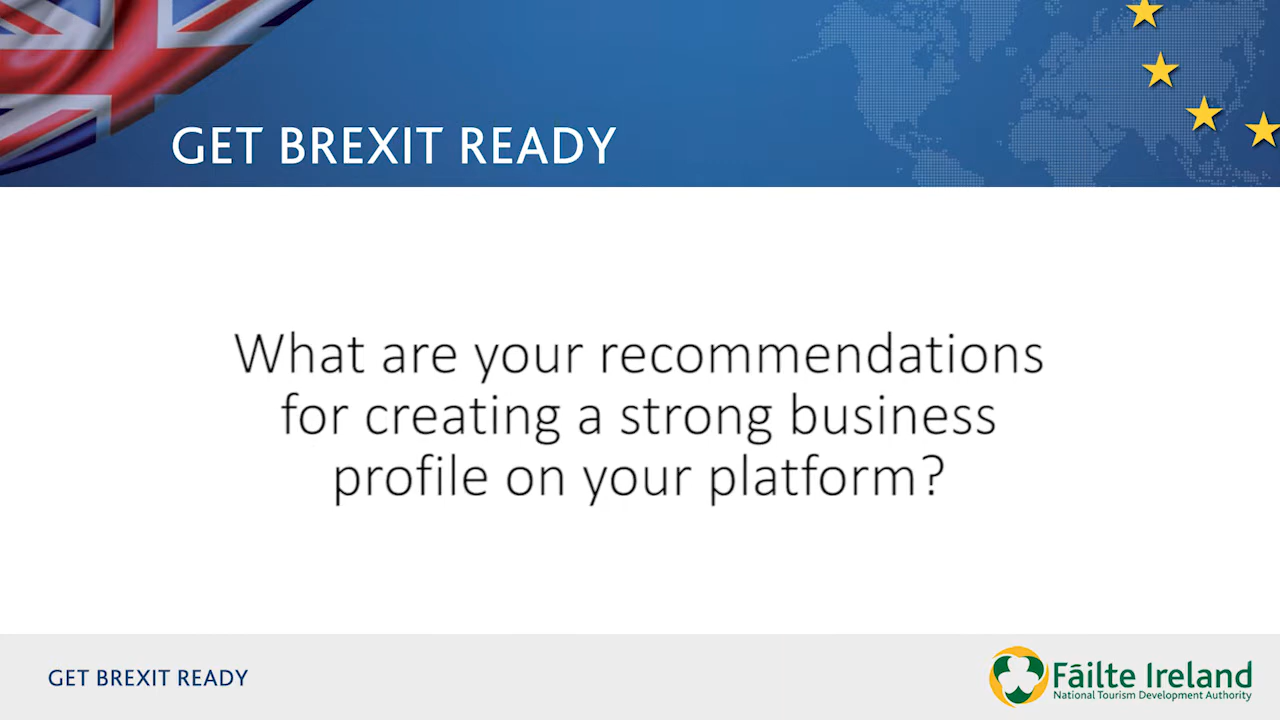 GET BREXIT READY
What are your recommendations
for creating a strong business
profile on your platform?
GET BREXIT READY
Fáilte Ireland
National Tourism Development Authority